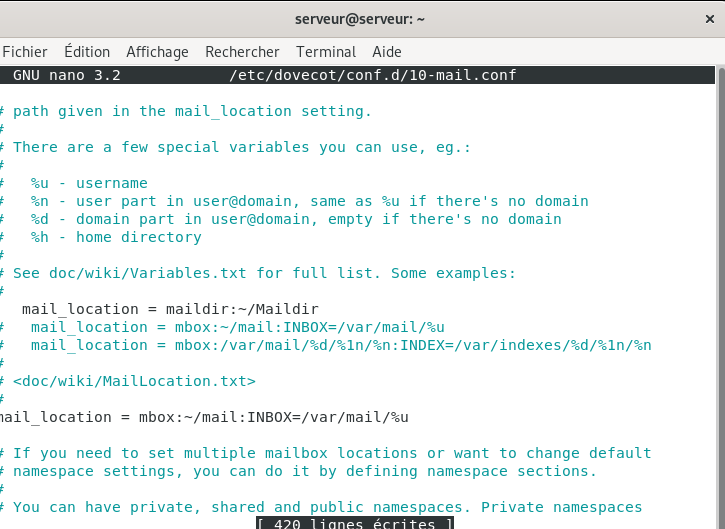 serveur@serveur: ~
Fichier Édition Affichage Rechercher Terminal Aide
GNU nano 3.2 /etc/dovecot/conf.d/10-mail.conf
# path given in the mail_location setting.
#
# There are a few special variables you can use, eg.:
#
# %u - username
# %n - user part in user@domain, same as %u if there's no domain
# %d - domain part in user@domain, empty if there's no domain
# %h - home directory
#
# See doc/wiki/Variables.txt for full list. Some examples:
#
mail_location = maildir:~/Maildir
# mail_location = mbox:~/mail:INBOX=/var/mail/%u
# mail_location = mbox:/var/mail/%d/%1n/%n:INDEX=/var/indexes/%d/%1n/%n
#
# <doc/wiki/MailLocation.txt>
#
mail_location = mbox:~/mail:INBOX=/var/mail/%u
# If you need to set multiple mailbox locations or want to change default
# namespace settings, you can do it by defining namespace sections.
#
# You can have private, shared and public namespaces. Private namespaces
[ 420 lignes écrites ]